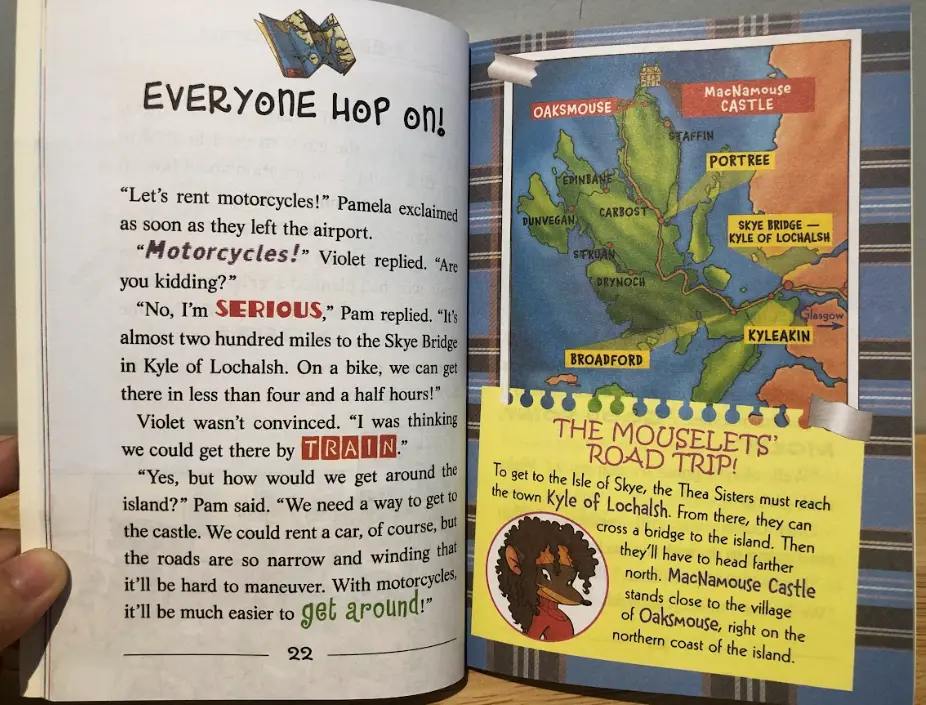 EVERYONE HOP ON!
“Let’s rent motorcycles!” Pamela exclaimed
as soon as they left the airport.
“Motorcycles!” Violet replied. “Are
you kidding?”
“No, I’m SERIOUS,” Pam replied. “It’s
almost two hundred miles to the Skye Bridge
in Kyle of Lochalsh. On a bike, we can get
there in less than four and a half hours!”
Violet wasn’t convinced. “I was thinking
we could get there by TRAIN.”
“Yes, but how would we get around the
island?” Pam said. “We need a way to get to
the castle. We could rent a car, of course, but
the roads are so narrow and winding that
it’ll be hard to maneuver. With motorcycles,
it’ll be much easier to get around!”
22
OAKSMOUSE
MACNAMOUSE
CASTLE
STAFFIN
PORTREE
EDINBANE
CARBOST
DUNVEGAN
SKYE BRIDGE —
KYLE OF LOCHALSH
STRUAN
DRYNOCH
Glasgow
KYLEAKIN
BROADFORD
THE MOUSELETS’
ROAD TRIP!
To get to the Isle of Skye, the Thea Sisters must reach
the town Kyle of Lochalsh. From there, they can
cross a bridge to the island. Then
they’ll have to head farther
north. MacNamouse Castle
stands close to the village
of Oaksmouse, right on the
northern coast of the island.